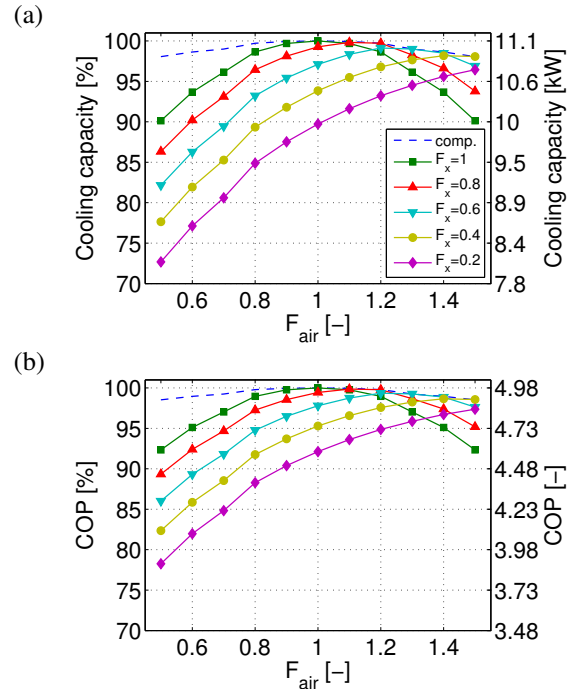 (a)
100
95
90
85
80
75
70
Cooling capacity [%]
11.1
10.6
10
9.5
8.9
8.4
7.8
Cooling capacity [kW]
comp.
F_x=1
F_x=0.8
F_x=0.6
F_x=0.4
F_x=0.2
0.6 0.8 1 1.2 1.4
F_air [–]
(b)
100
95
90
85
80
75
70
COP [%]
4.98
4.73
4.48
4.23
3.98
3.73
3.48
COP [–]
0.6 0.8 1 1.2 1.4
F_air [–]